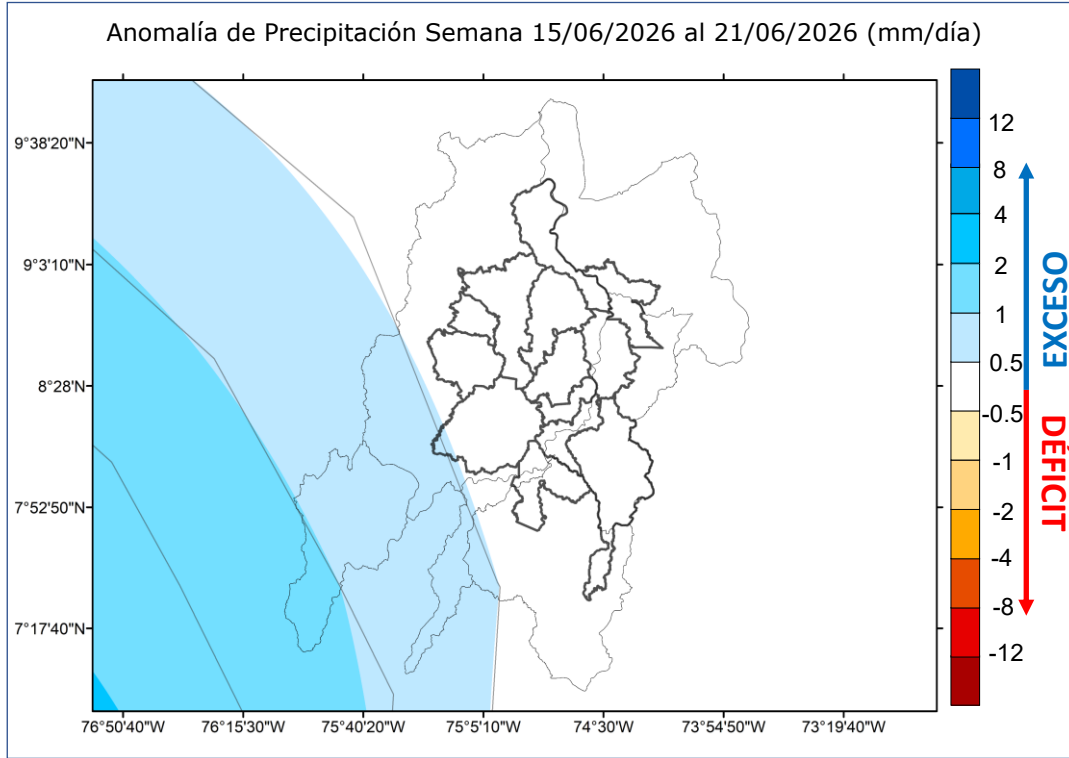 Anomalía de Precipitación Semana 15/06/2026 al 21/06/2026 (mm/día)
9°38'20"N
9°3'10"N
8°28'N
7°52'50"N
7°17'40"N
76°50'40"W
76°15'30"W
75°40'20"W
75°5'10"W
74°30'W
73°54'50"W
73°19'40"W
12
8
4
2
1
0.5
-0.5
-1
-2
-4
-8
-12
EXCESO
DÉFICIT